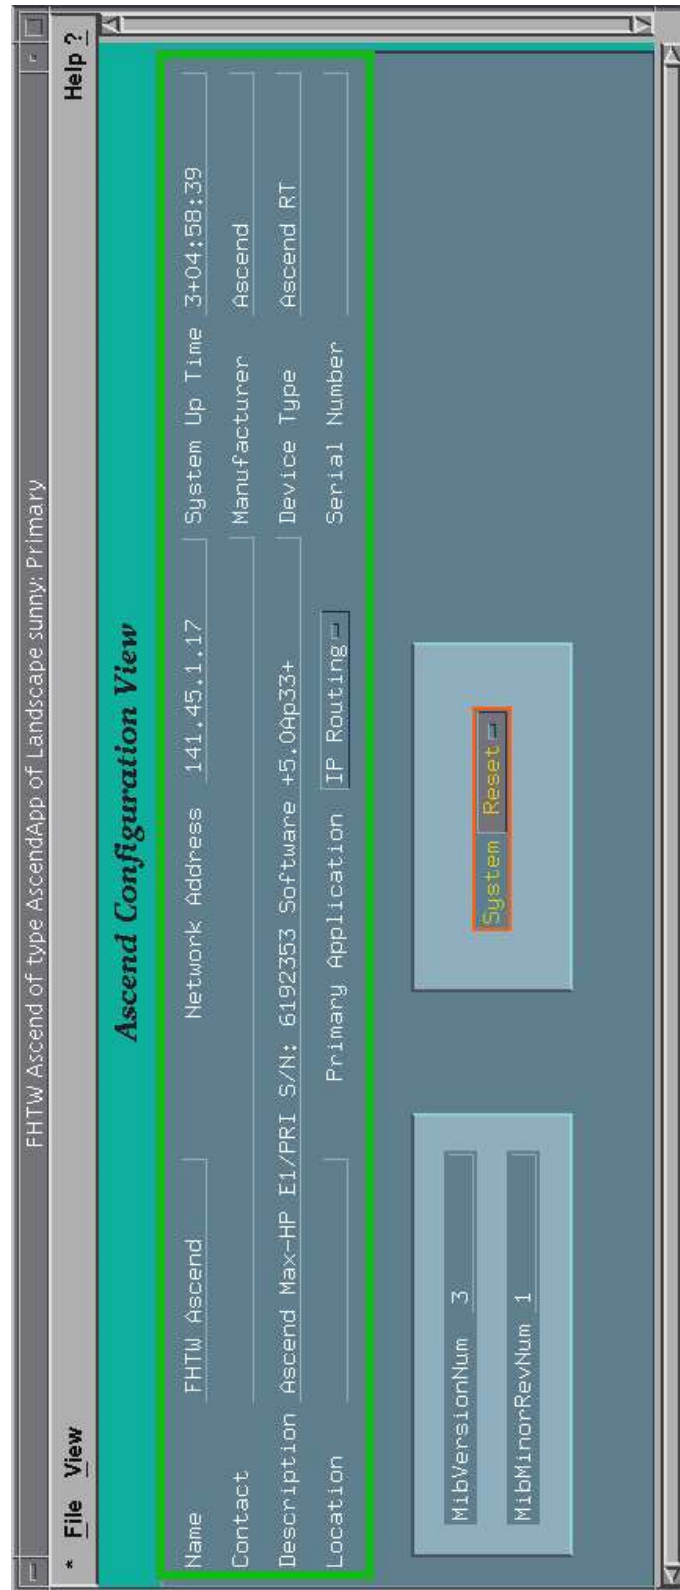 FHTW Ascend of type AscendApp of Landscape sunny: Primary
* File View Help ?
Ascend Configuration View
Name FHTW Ascend Network Address 141.45.1.17 System Up Time 3+04:58:39
Contact Manufacturer Ascend
Description Ascend Max-HP E1/PRI S/N: 6192353 Software +5.0Ap33+ Device Type Ascend RT
Location Primary Application IP Routing Serial Number
MibVersionNum 3
MibMinorRevNum 1
System Reset